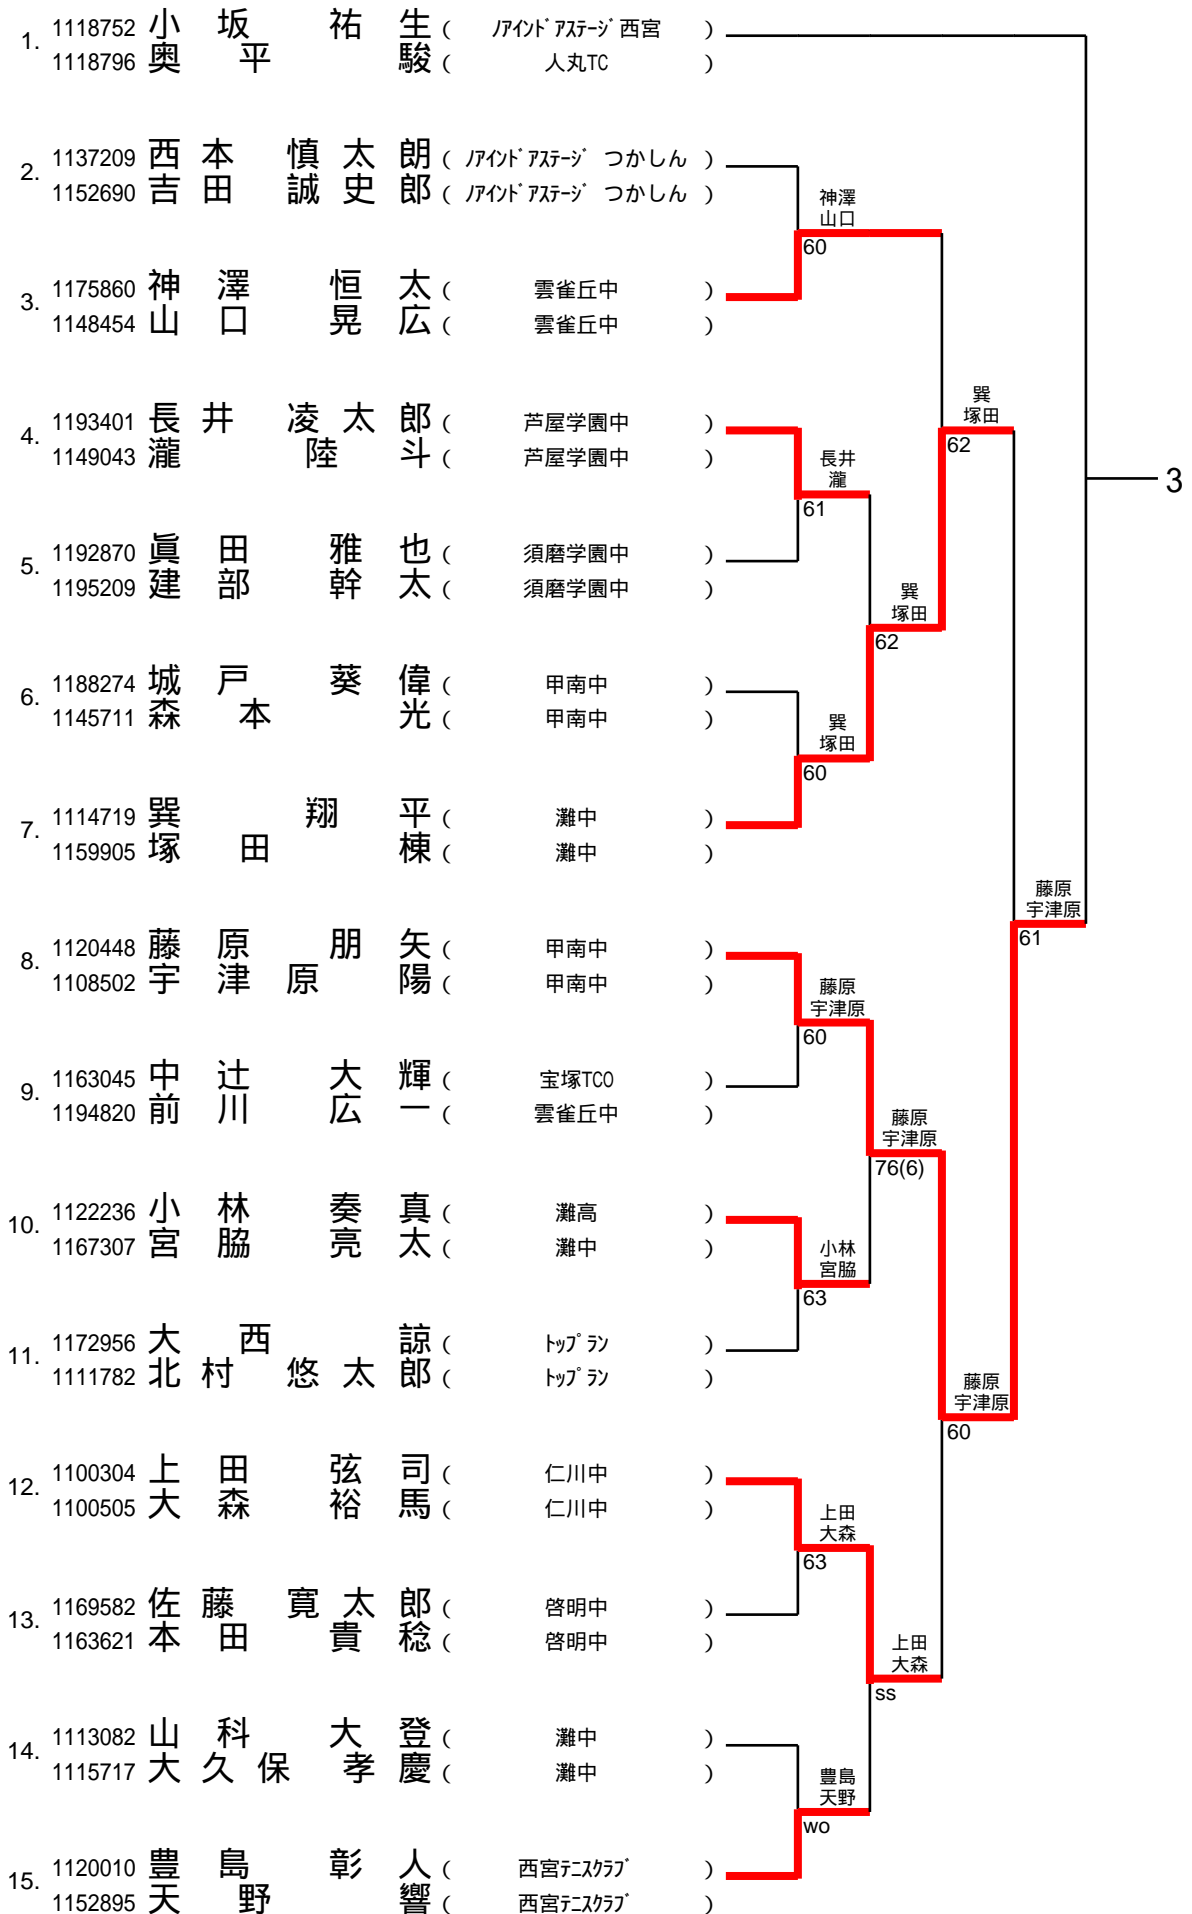 1. 1118752 小坂 祐生 ( ﾉｱインドアステージ 西宮 )
1118796 奥平 駿 ( 人丸TC )
2. 1137209 西本 慎太朗 ( ﾉｱｲﾝﾄﾞｱｽﾃｰｼﾞ つかしん )
1152690 吉田 誠史郎 ( ﾉｱｲﾝﾄﾞｱｽﾃｰｼﾞ つかしん )
神澤
山口
60
3. 1175860 神澤 恒太 ( 雲雀丘中 )
1148454 山口 晃広 ( 雲雀丘中 )
巽
塚田
62
4. 1193401 長井 凌太郎 ( 芦屋学園中 )
1149043 瀧 陸斗 ( 芦屋学園中 )
長井
瀧
61
3
5. 1192870 眞田 雅也 ( 須磨学園中 )
1195209 建部 幹太 ( 須磨学園中 )
巽
塚田
62
6. 1188274 城戸 葵偉 ( 甲南中 )
1145711 森本 光 ( 甲南中 )
巽
塚田
60
7. 1114719 巽 翔平 ( 灘中 )
1159905 塚田 棟 ( 灘中 )
藤原
宇津原
61
8. 1120448 藤原 朋矢 ( 甲南中 )
1108502 宇津原 陽 ( 甲南中 )
藤原
宇津原
60
9. 1163045 中辻 大輝 ( 宝塚TCO )
1194820 前川 広一 ( 雲雀丘中 )
藤原
宇津原
76(6)
10. 1122236 小林 奏真 ( 灘高 )
1167307 宮脇 亮太 ( 灘中 )
小林
宮脇
63
11. 1172956 大西 諒 ( ﾄｯﾌﾟﾗﾝ )
1111782 北村 悠太郎 ( ﾄｯﾌﾟﾗﾝ )
藤原
宇津原
60
12. 1100304 上田 弦司 ( 仁川中 )
1100505 大森 裕馬 ( 仁川中 )
上田
大森
63
13. 1169582 佐藤 寛太郎 ( 啓明中 )
1163621 本田 貴稔 ( 啓明中 )
上田
大森
ss
14. 1113082 山科 大登 ( 灘中 )
1115717 大久保 孝慶 ( 灘中 )
豊島
天野
wo
15. 1120010 豊島 彰人 ( 西宮ﾃﾆｽｸﾗﾌﾞ )
1152895 天野 響 ( 西宮ﾃﾆｽｸﾗﾌﾞ )